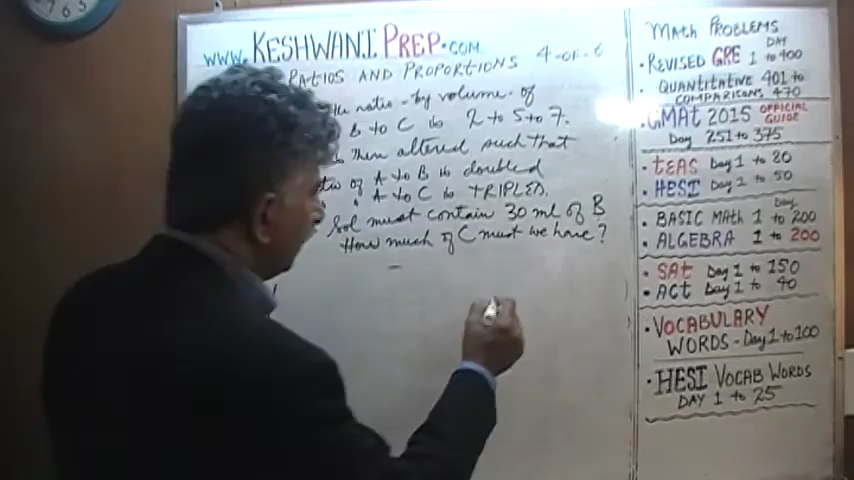 www.KESHWANIPREP.COM
RATIOS AND PROPORTIONS 4-OF-6
the ratio - by volume - of
B to C is 2 to 5 to 7.
then altered such that
ratio of A to B is doubled
" " A to C is TRIPLED.
Sol must contain 30 ml of B
How much of C must we have?
MATH PROBLEMS
DAY
• REVISED GRE 1 to 400
• QUANTITATIVE 401 to
COMPARISONS 470
• GMAT 2015 OFFICIAL GUIDE
Day 251 to 375
• TEAS Day 1 to 80
• HESI Day 1 to 50
Day
• BASIC MATH 1 to 200
• ALGEBRA 1 to 200
• SAT Day 1 to 150
• ACT Day 1 to 40
• VOCABULARY
WORDS - Day 1 to 100
• HESI VOCAB WORDS
DAY 1 to 25